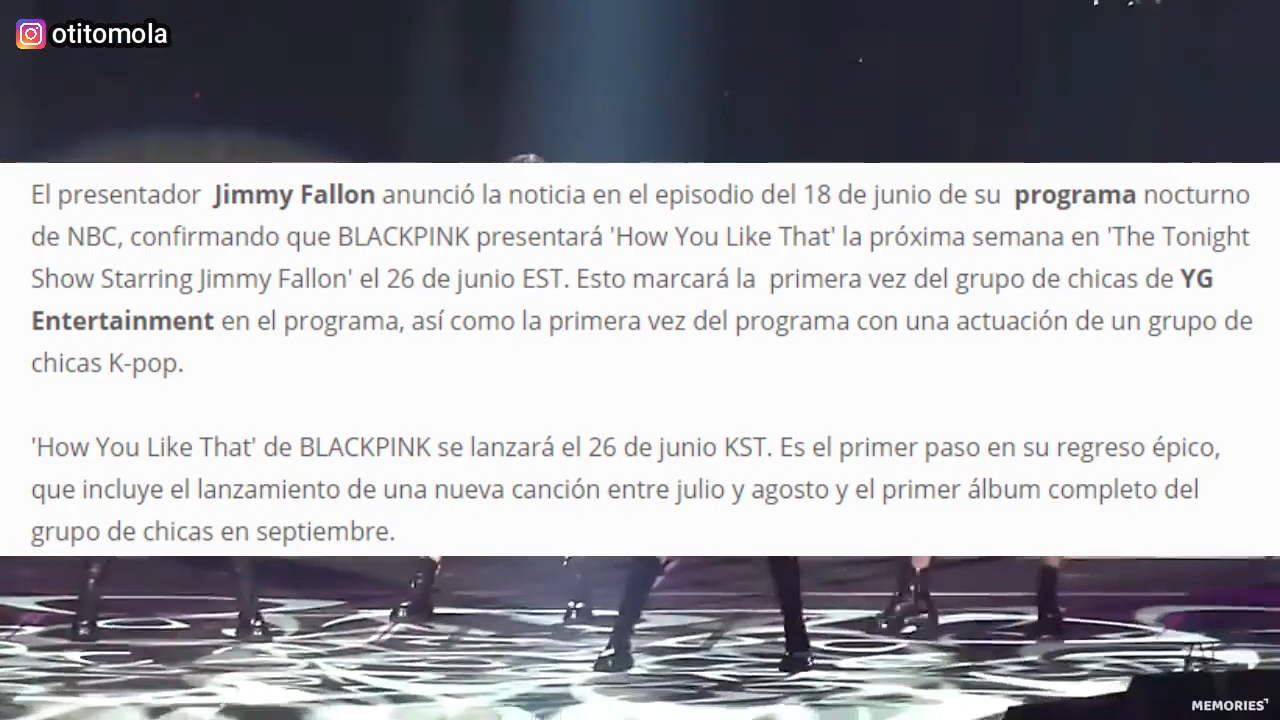 otitomola
El presentador Jimmy Fallon anunció la noticia en el episodio del 18 de junio de su programa nocturno
de NBC, confirmando que BLACKPINK presentará 'How You Like That' la próxima semana en 'The Tonight
Show Starring Jimmy Fallon' el 26 de junio EST. Esto marcará la primera vez del grupo de chicas de YG
Entertainment en el programa, así como la primera vez del programa con una actuación de un grupo de
chicas K-pop.
'How You Like That' de BLACKPINK se lanzará el 26 de junio KST. Es el primer paso en su regreso épico,
que incluye el lanzamiento de una nueva canción entre julio y agosto y el primer álbum completo del
grupo de chicas en septiembre.
MEMORIES